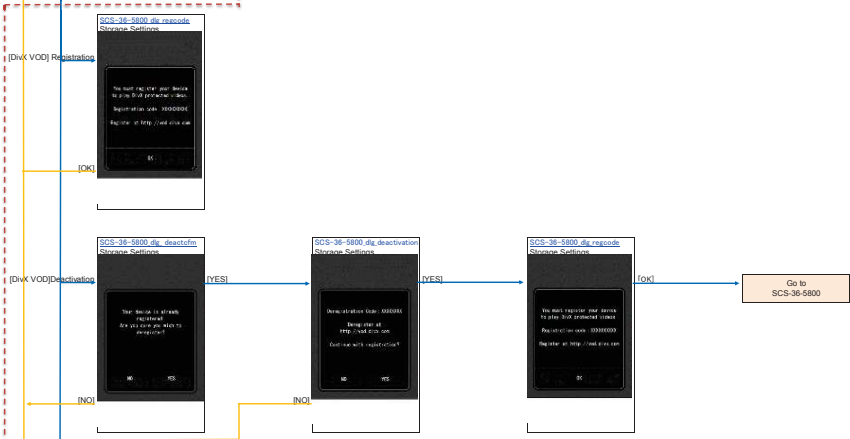 SCS-36-5800_dlg_regcode
Storage Settings
[DivX VOD] Registration
You must register your device
to play DivX protected videos.
Registration code: XXXXXXXX
Register at http://vod.divx.com
OK
[OK]
SCS-36-5800_dlg_deactcfm
Storage Settings
[DivX VOD]Deactivation
Your device is already
registered.
Are you sure you wish to
deregister?
NO YES
[YES]
[NO]
SCS-36-5800_dlg_deactivation
Storage Settings
Deregistration Code: XXXXXXXX
Deregister at
http://vod.divx.com
Continue with registration?
NO YES
[YES]
[NO]
SCS-36-5800_dlg_regcode
Storage Settings
You must register your device
to play DivX protected videos
Registration code :XXXXXXXXX
Register at http://vod.divx.com
OK
[OK]
Go to
SCS-36-5800